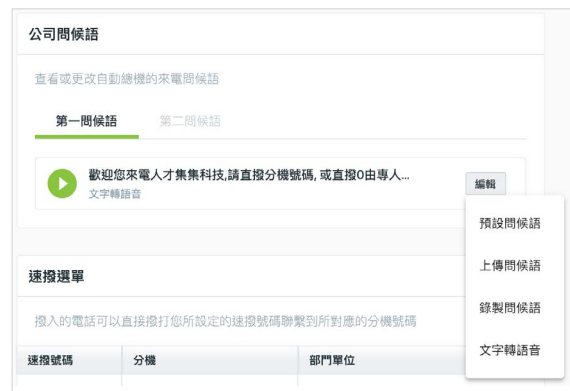 公司問候語
查看或更改自動總機的來電問候語
第一問候語 第二問候語
歡迎您來電人才集集科技,請直撥分機號碼, 或直撥0由專人...
文字轉語音
編輯
預設問候語
上傳問候語
錄製問候語
文字轉語音
速撥選單
撥入的電話可以直接撥打您所設定的速撥號碼聯繫到所對應的分機號碼
速撥號碼 分機 部門單位